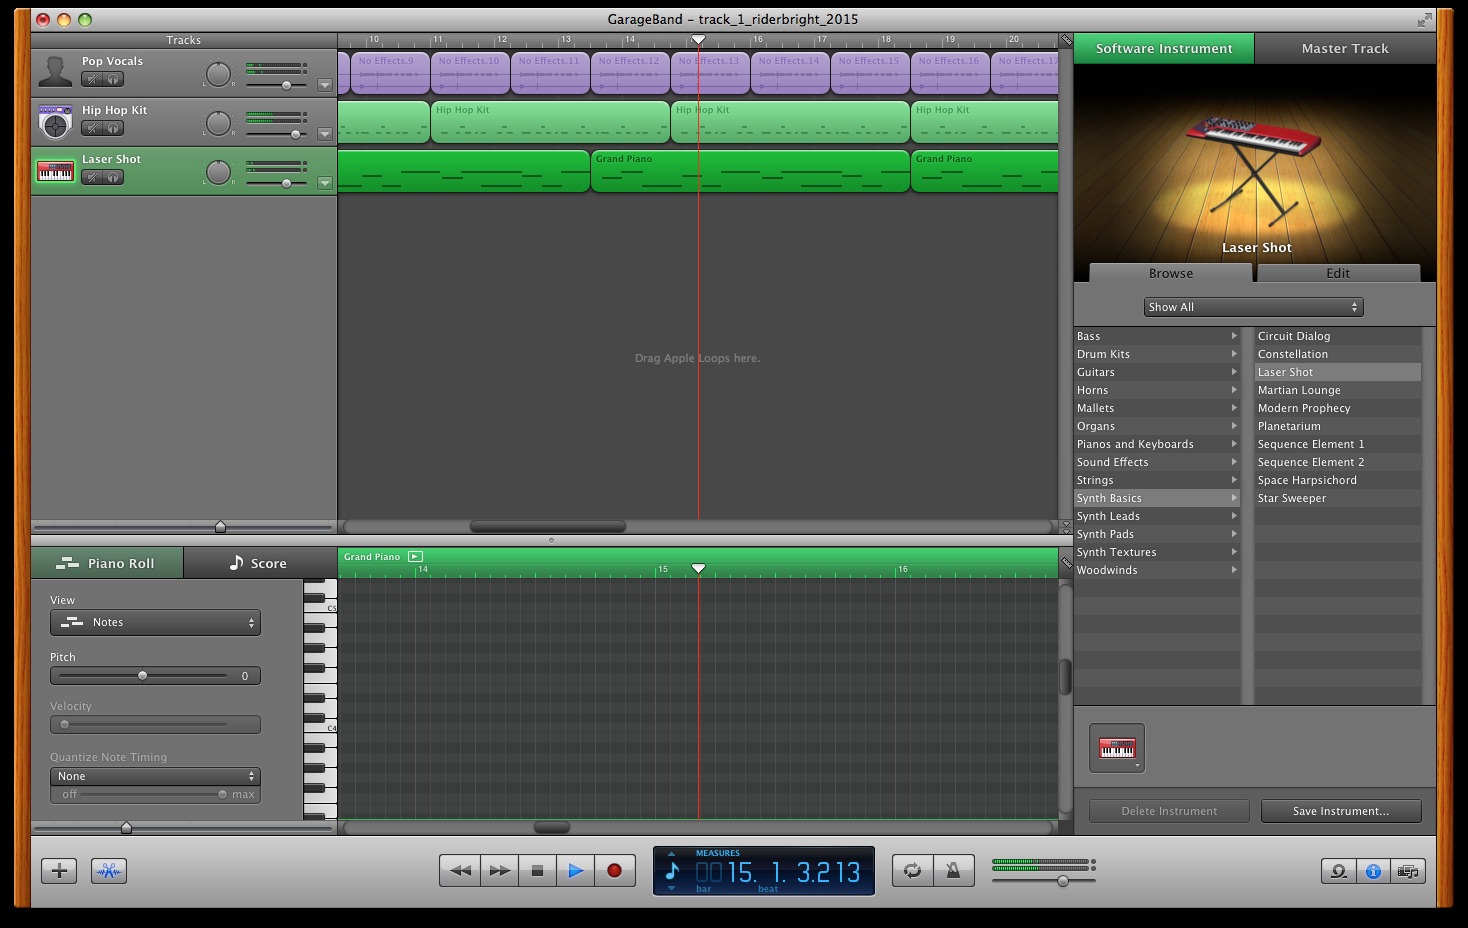 GarageBand - track_1_riderbright_2015
Tracks
10 11 12 13 14 15 16 17 18 19 20
Software Instrument
Master Track
Pop Vocals
L R
No Effects.9 No Effects.10 No Effects.11 No Effects.12 No Effects.13 No Effects.14 No Effects.15 No Effects.16 No Effects.17
Hip Hop Kit
L R
Hip Hop Kit Hip Hop Kit Hip Hop Kit
Laser Shot
L R
Grand Piano Grand Piano
Drag Apple Loops here.
Laser Shot
Browse
Edit
Show All
Bass
Drum Kits
Guitars
Horns
Mallets
Organs
Pianos and Keyboards
Sound Effects
Strings
Synth Basics
Synth Leads
Synth Pads
Synth Textures
Woodwinds
Circuit Dialog
Constellation
Laser Shot
Martian Lounge
Modern Prophecy
Planetarium
Sequence Element 1
Sequence Element 2
Space Harpsichord
Star Sweeper
Piano Roll
Score
Grand Piano
14 15 16
View
Notes
Pitch
0
Velocity
Quantize Note Timing
None
off max
C5
C4
Delete Instrument
Save Instrument...
MEASURES
0015. 1. 3.213
bar beat